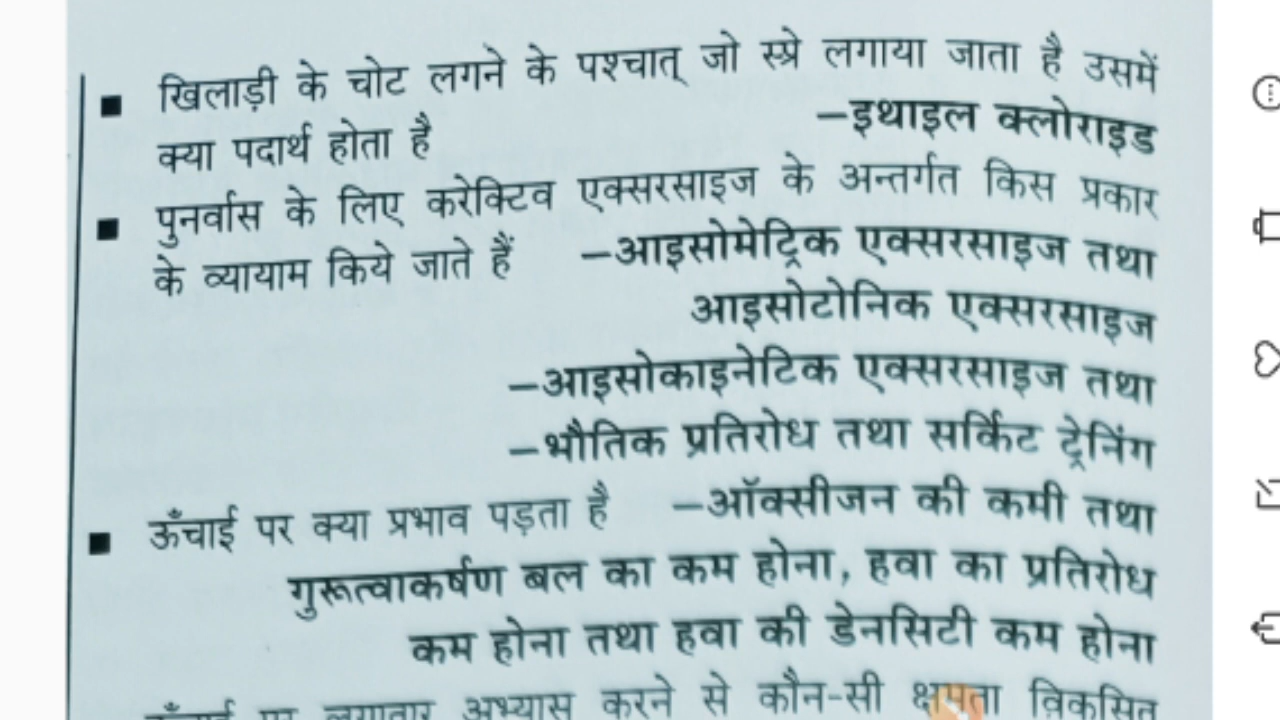 खिलाड़ी के चोट लगने के पश्चात् जो स्प्रे लगाया जाता है उसमें
क्या पदार्थ होता है –इथाइल क्लोराइड
पुनर्वास के लिए करेक्टिव एक्सरसाइज के अन्तर्गत किस प्रकार
के व्यायाम किये जाते हैं –आइसोमेट्रिक एक्सरसाइज तथा
आइसोटोनिक एक्सरसाइज
–आइसोकाइनेटिक एक्सरसाइज तथा
–भौतिक प्रतिरोध तथा सर्किट ट्रेनिंग
ऊँचाई पर क्या प्रभाव पड़ता है –ऑक्सीजन की कमी तथा
गुरूत्वाकर्षण बल का कम होना, हवा का प्रतिरोध
कम होना तथा हवा की डेनसिटी कम होना
ऊँचाई पर लगातार अभ्यास करने से कौन-सी क्षमता विकसित